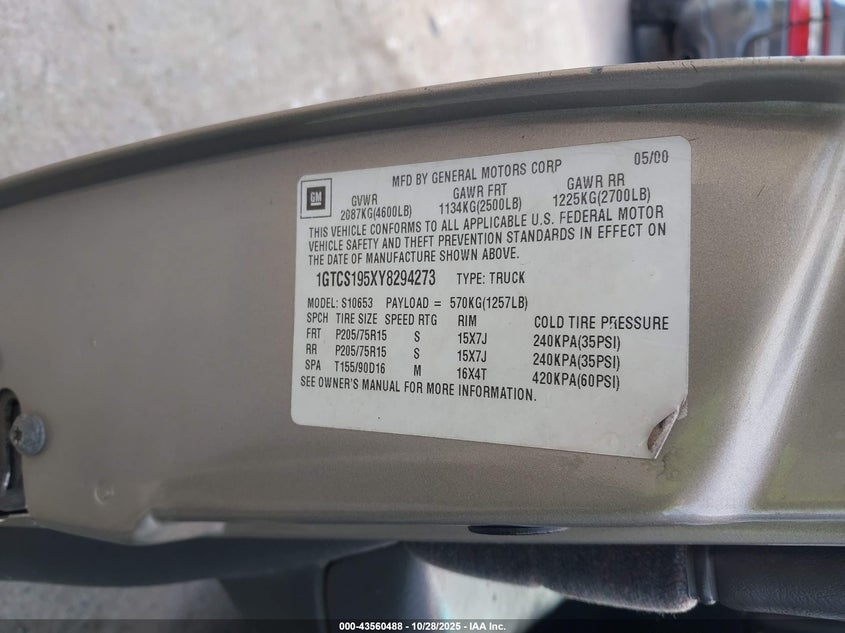 MFD BY GENERAL MOTORS CORP 05/00
GM
GVWR GAWR FRT GAWR RR
2087KG(4600LB) 1134KG(2500LB) 1225KG(2700LB)
THIS VEHICLE CONFORMS TO ALL APPLICABLE U.S. FEDERAL MOTOR
VEHICLE SAFETY AND THEFT PREVENTION STANDARDS IN EFFECT ON
THE DATE OF MANUFACTURE SHOWN ABOVE.
1GTCS195XY8294273 TYPE: TRUCK
MODEL: S10653 PAYLOAD = 570KG(1257LB)
SPCH TIRE SIZE SPEED RTG RIM COLD TIRE PRESSURE
FRT P205/75R15 S 15X7J 240KPA(35PSI)
RR P205/75R15 S 15X7J 240KPA(35PSI)
SPA T155/90D16 M 16X4T 420KPA(60PSI)
SEE OWNER'S MANUAL FOR MORE INFORMATION.
000-43560488 - 10/28/2025 - IAA Inc.